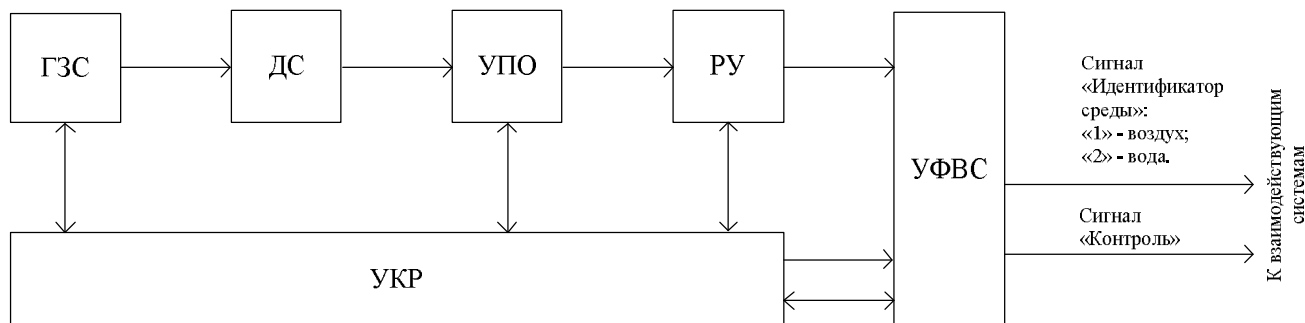 ГЗС
ДС
УПО
РУ
УФВС
УКР
Сигнал
«Идентификатор
среды»:
«1» - воздух;
«2» - вода.
Сигнал
«Контроль»
К взаимодействующим
системам